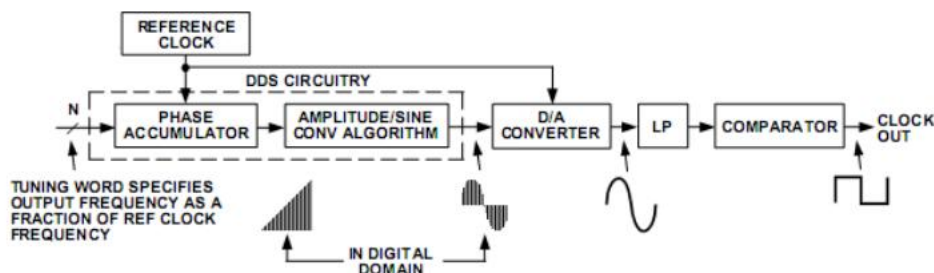 REFERENCE
CLOCK
DDS CIRCUITRY
N
PHASE
ACCUMULATOR
AMPLITUDE/SINE
CONV ALGORITHM
D/A
CONVERTER
LP
COMPARATOR
CLOCK
OUT
TUNING WORD SPECIFIES
OUTPUT FREQUENCY AS A
FRACTION OF REF CLOCK
FREQUENCY
IN DIGITAL
DOMAIN